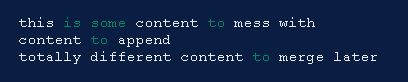 this is some content to mess with
content to append
totally different content to merge later